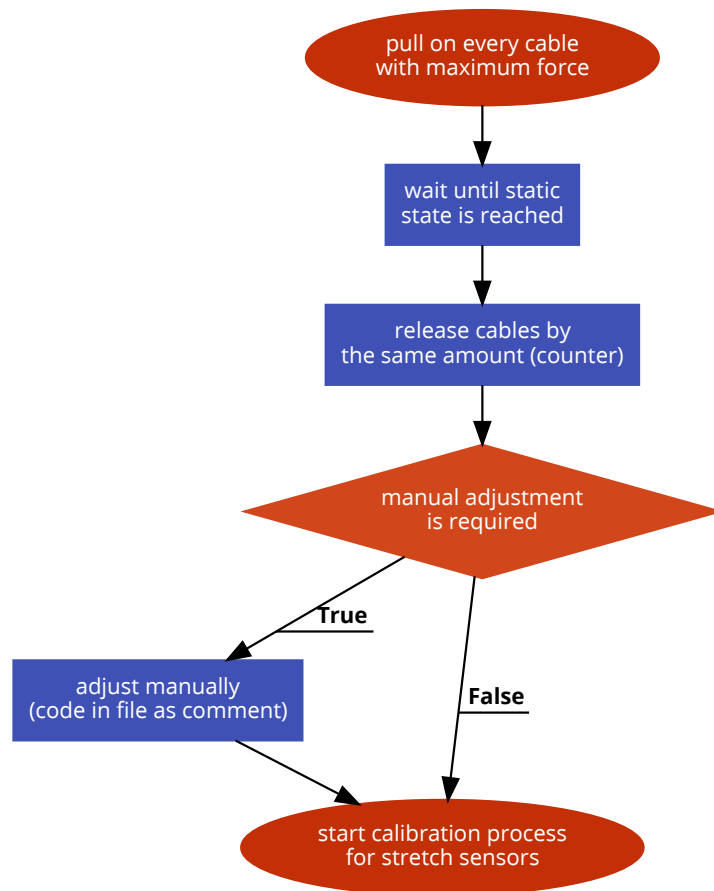 pull on every cable
with maximum force
wait until static
state is reached
release cables by
the same amount (counter)
manual adjustment
is required
True
adjust manually
(code in file as comment)
False
start calibration process
for stretch sensors